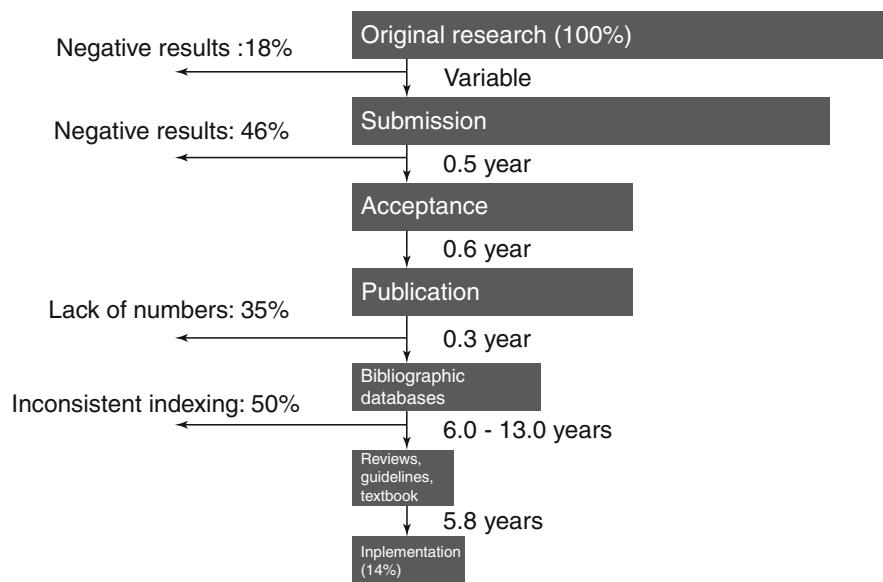 Original research (100%)
Negative results :18%
Variable
Submission
Negative results: 46%
0.5 year
Acceptance
0.6 year
Publication
Lack of numbers: 35%
0.3 year
Bibliographic
databases
Inconsistent indexing: 50%
6.0 - 13.0 years
Reviews,
guidelines,
textbook
5.8 years
Inplementation
(14%)